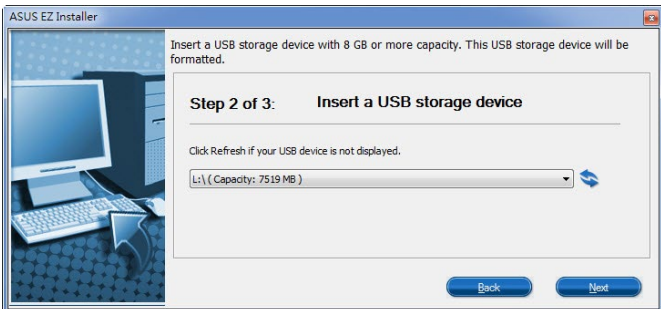 ASUS EZ Installer
Insert a USB storage device with 8 GB or more capacity. This USB storage device will be
formatted.
Step 2 of 3: Insert a USB storage device
Click Refresh if your USB device is not displayed.
L:\ ( Capacity: 7519 MB )
Back Next